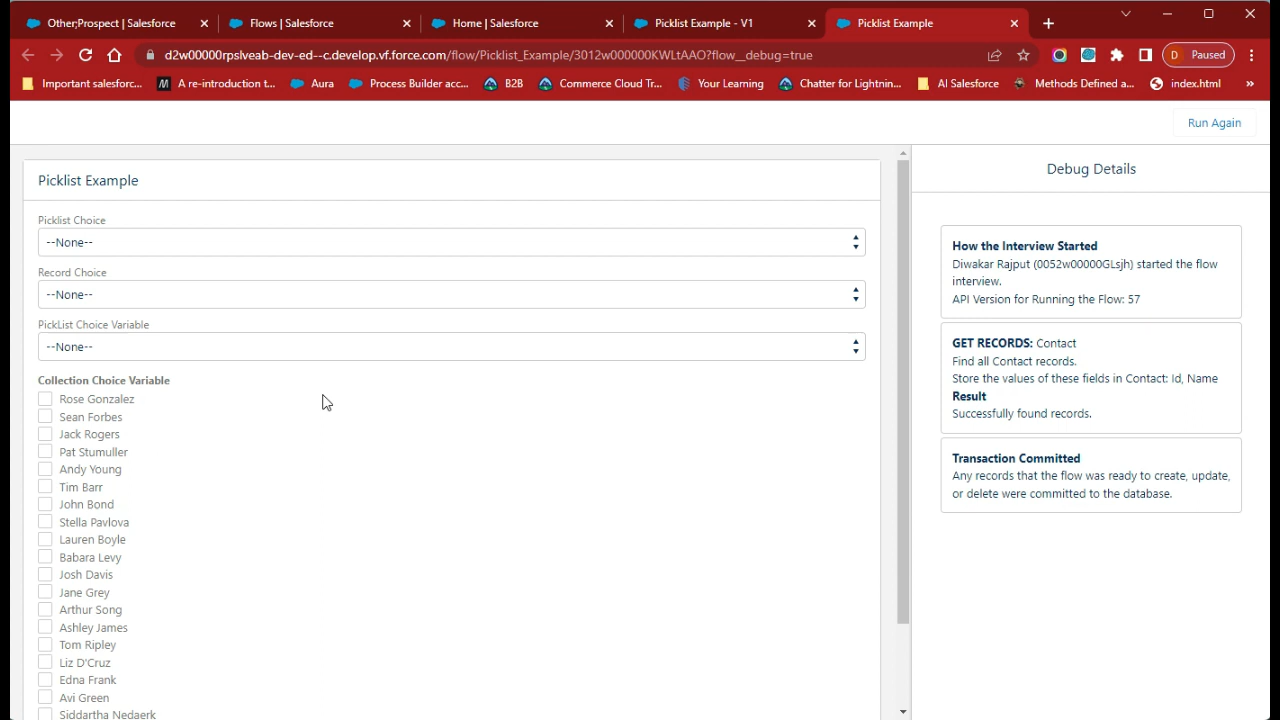 Other;Prospect | Salesforce
Flows | Salesforce
Home | Salesforce
Picklist Example - V1
Picklist Example
d2w00000rpslveab-dev-ed--c.develop.vf.force.com/flow/Picklist_Example/3012w000000KWLtAAO?flow__debug=true
D Paused
Important salesforc...
M A re-introduction t...
Aura
Process Builder acc...
B2B
Commerce Cloud Tr...
Your Learning
Chatter for Lightnin...
AI Salesforce
Methods Defined a...
index.html
»
Run Again
Picklist Example
Picklist Choice
--None--
Record Choice
--None--
PickList Choice Variable
--None--
Collection Choice Variable
Rose Gonzalez
Sean Forbes
Jack Rogers
Pat Stumuller
Andy Young
Tim Barr
John Bond
Stella Pavlova
Lauren Boyle
Babara Levy
Josh Davis
Jane Grey
Arthur Song
Ashley James
Tom Ripley
Liz D'Cruz
Edna Frank
Avi Green
Siddartha Nedaerk
Debug Details
How the Interview Started
Diwakar Rajput (0052w00000GLsjh) started the flow
interview.
API Version for Running the Flow: 57
GET RECORDS: Contact
Find all Contact records.
Store the values of these fields in Contact: Id, Name
Result
Successfully found records.
Transaction Committed
Any records that the flow was ready to create, update,
or delete were committed to the database.